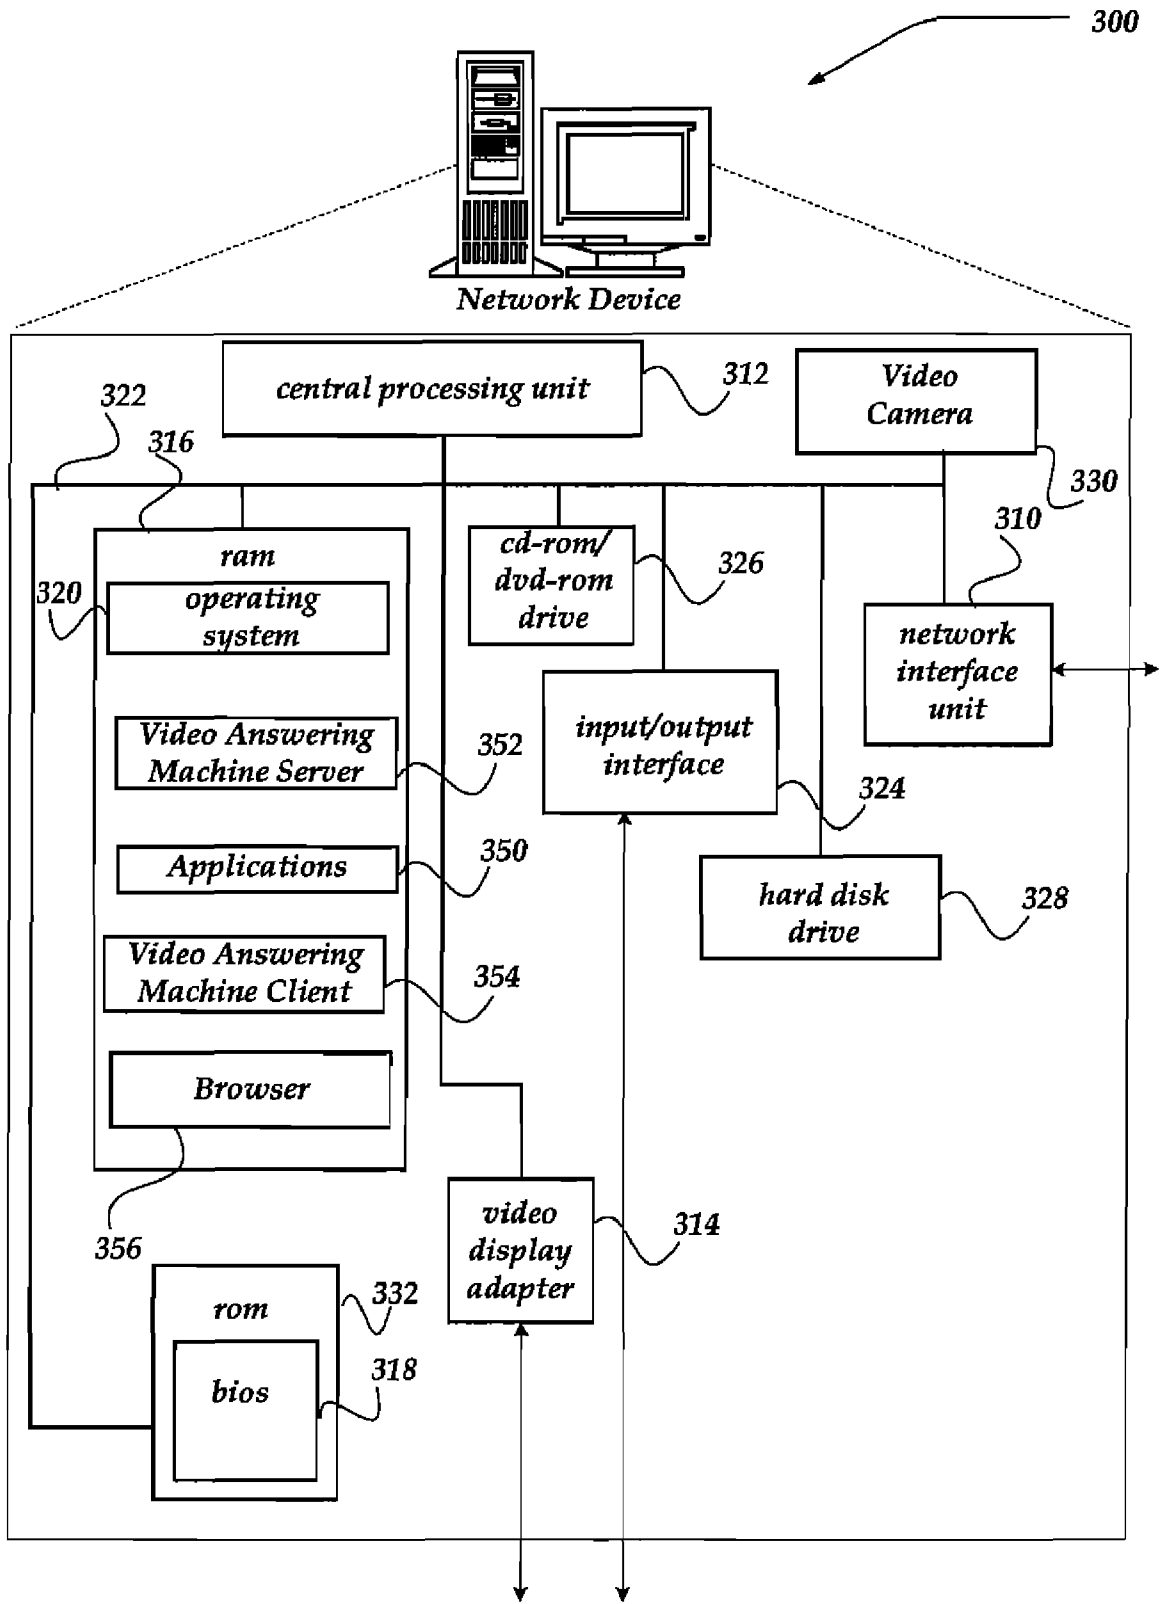 300
Network Device
central processing unit
312
Video
Camera
330
322
316
310
ram
320
operating
system
cd-rom/
dvd-rom
drive
326
network
interface
unit
Video Answering
Machine Server
352
input/output
interface
324
Applications
350
hard disk
drive
328
Video Answering
Machine Client
354
Browser
356
video
display
adapter
314
rom
332
bios
318